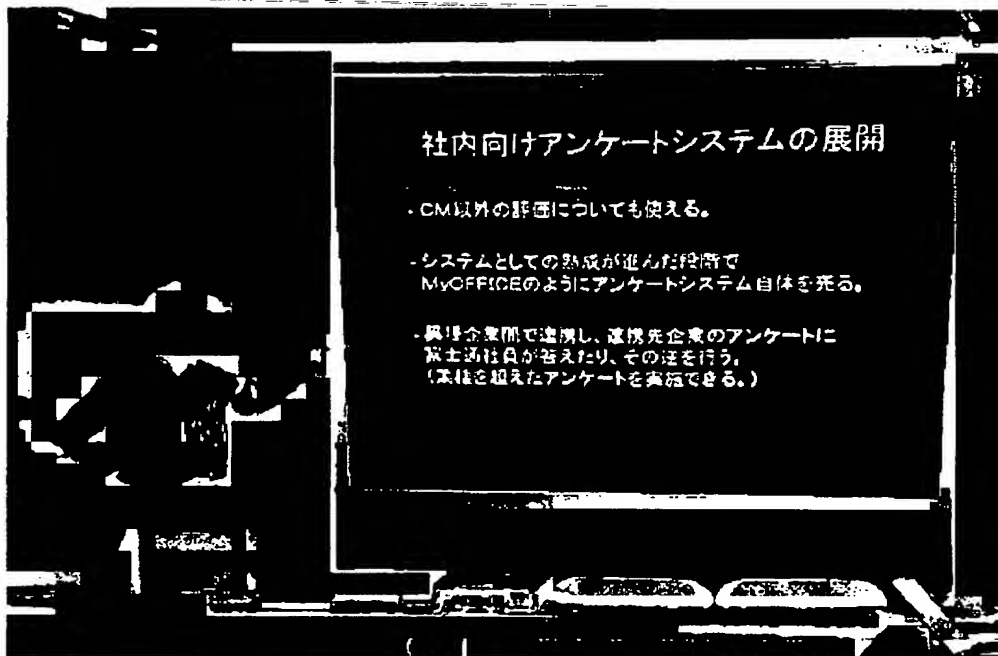 社内向けアンケートシステムの展開
- CM以外の評価についても使える。
- システムとしての熟成が進んだ段階で
MyOFFICEのようにアンケートシステム自体を売る。
- 異種企業間で連携し、連携先企業のアンケートに
富士通社員が答えたり、その逆を行う。
(業種を超えたアンケートを実施できる。)